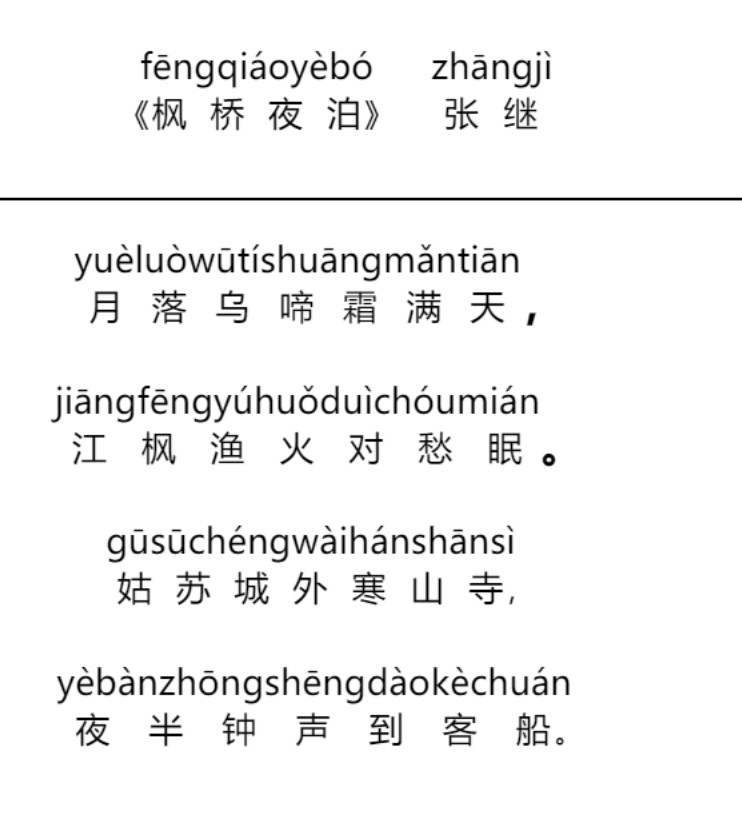 fēngqiáoyèbó zhāngjì
《枫桥夜泊》 张继
yuèluòwūtíshuāngmǎntiān
月落乌啼霜满天，
jiāngfēngyúhuǒduìchóumián
江枫渔火对愁眠。
gūsūchéngwàihánshānsì
姑苏城外寒山寺,
yèbànzhōngshēngdàokèchuán
夜半钟声到客船。